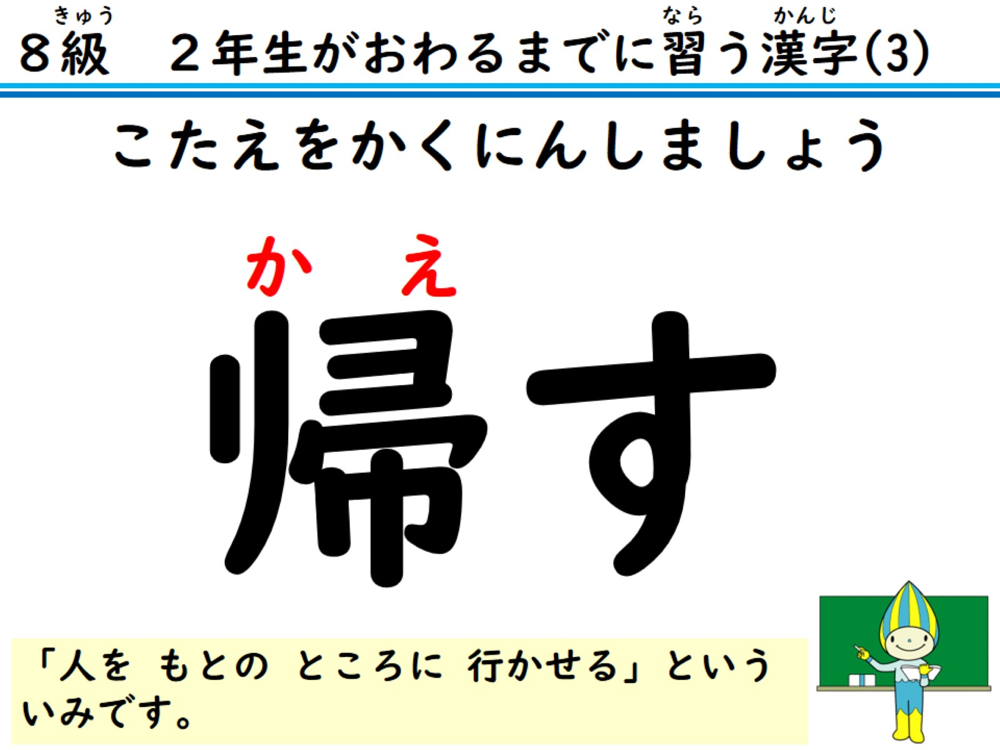 きゅう なら かんじ
８級　２年生がおわるまでに習う漢字(3)
こたえをかくにんしましょう
かえ
帰す
「人を もとの ところに 行かせる」という
いみです。